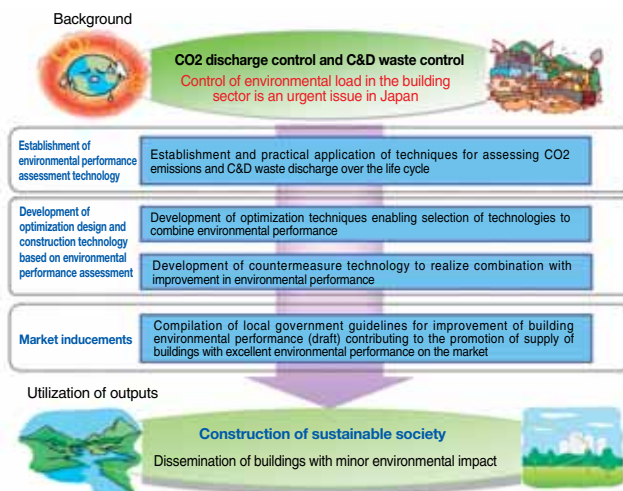 Background
CO2
CO2 discharge control and C&D waste control
Control of environmental load in the building
sector is an urgent issue in Japan
Establishment of
environmental performance
assessment technology
Establishment and practical application of techniques for assessing CO2
emissions and C&D waste discharge over the life cycle
Development of
optimization design and
construction technology
based on environmental
performance assessment
Development of optimization techniques enabling selection of technologies to
combine environmental performance
Development of countermeasure technology to realize combination with
improvement in environmental performance
Market inducements
Compilation of local government guidelines for improvement of building
environmental performance (draft) contributing to the promotion of supply of
buildings with excellent environmental performance on the market
Utilization of outputs
Construction of sustainable society
Dissemination of buildings with minor environmental impact